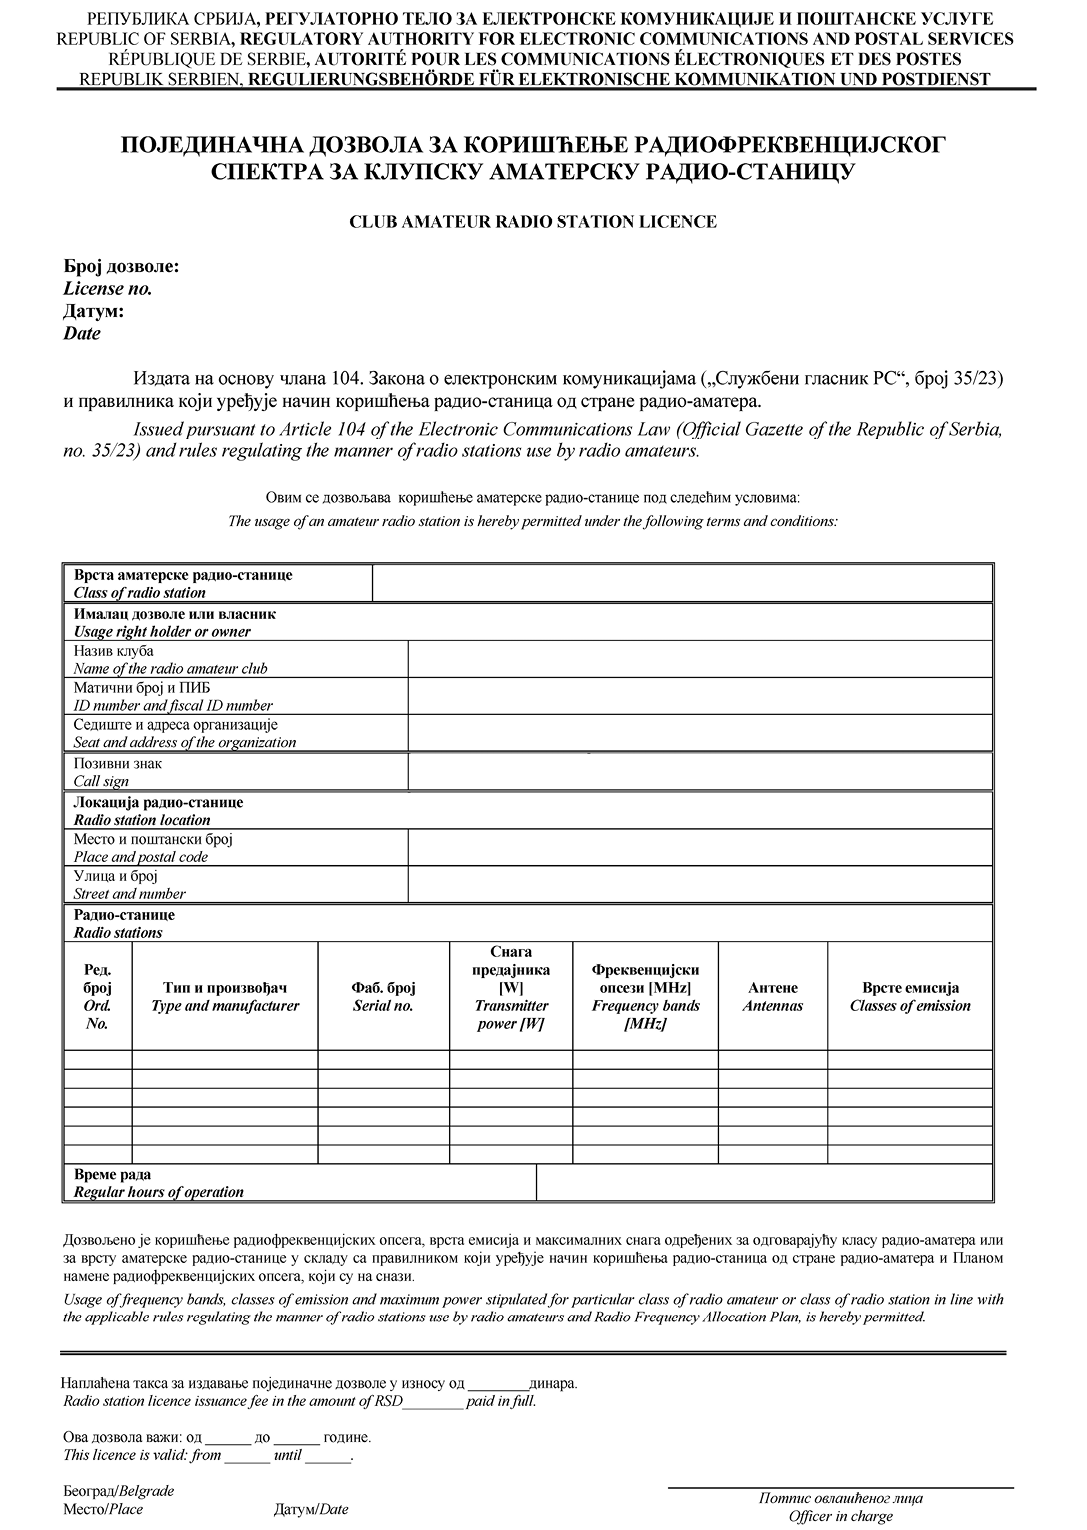 РЕПУБЛИКА СРБИЈА, РЕГУЛАТОРНО ТЕЛО ЗА ЕЛЕКТРОНСКЕ КОМУНИКАЦИЈЕ И ПОШТАНСКЕ УСЛУГЕ
REPUBLIC OF SERBIA, REGULATORY AUTHORITY FOR ELECTRONIC COMMUNICATIONS AND POSTAL SERVICES
RÉPUBLIQUE DE SERBIE, AUTORITÉ POUR LES COMMUNICATIONS ÉLECTRONIQUES ET DES POSTES
REPUBLIK SERBIEN, REGULIERUNGSBEHÖRDE FÜR ELEKTRONISCHE KOMMUNIKATION UND POSTDIENST
ПОЈЕДИНАЧНА ДОЗВОЛА ЗА КОРИШЋЕЊЕ РАДИОФРЕКВЕНЦИЈСКОГ
СПЕКТРА ЗА КЛУПСКУ АМАТЕРСКУ РАДИО-СТАНИЦУ
CLUB AMATEUR RADIO STATION LICENCE
Број дозволе:
License no.
Датум:
Date
Издата на основу члана 104. Закона о електронским комуникацијама („Службени гласник РС“, број 35/23)
и правилника који уређује начин коришћења радио-станица од стране радио-аматера.
Issued pursuant to Article 104 of the Electronic Communications Law (Official Gazette of the Republic of Serbia,
no. 35/23) and rules regulating the manner of radio stations use by radio amateurs.
Овим се дозвољава коришћење аматерске радио-станице под следећим условима:
The usage of an amateur radio station is hereby permitted under the following terms and conditions:
Врста аматерске радио-станице
Class of radio station
Ималац дозволе или власник
Usage right holder or owner
Назив клуба
Name of the radio amateur club
Матични број и ПИБ
ID number and fiscal ID number
Седиште и адреса организације
Seat and address of the organization
Позивни знак
Call sign
Локација радио-станице
Radio station location
Место и поштански број
Place and postal code
Улица и број
Street and number
Радио-станице
Radio stations
Ред.
број
Ord.
No.
Тип и произвођач
Type and manufacturer
Фаб. број
Serial no.
Снага
предајника
[W]
Transmitter
power [W]
Фреквенцијски
опсези [MHz]
Frequency bands
[MHz]
Антене
Antennas
Врсте емисија
Classes of emission
Време рада
Regular hours of operation
Дозвољено је коришћење радиофреквенцијских опсега, врста емисија и максималних снага одређених за одговарајућу класу радио-аматера или
за врсту аматерске радио-станице у складу са правилником који уређује начин коришћења радио-станица од стране радио-аматера и Планом
намене радиофреквенцијских опсега, који су на снази.
Usage of frequency bands, classes of emission and maximum power stipulated for particular class of radio amateur or class of radio station in line with
the applicable rules regulating the manner of radio stations use by radio amateurs and Radio Frequency Allocation Plan, is hereby permitted.
Наплаћена такса за издавање појединачне дозволе у износу од ________динара.
Radio station licence issuance fee in the amount of RSD________ paid in full.
Ова дозвола важи: од ______ до ______ године.
This licence is valid: from ______ until ______.
Београд/Belgrade
Место/Place Датум/Date
Потпис овлашћеног лица
Officer in charge